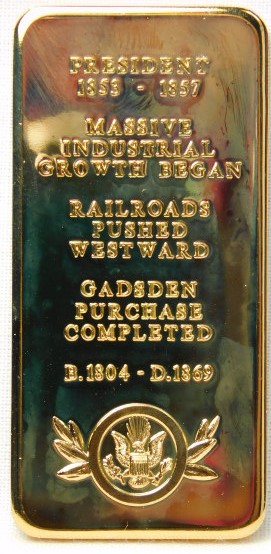 PRESIDENT
1853 - 1857
MASSIVE
INDUSTRIAL
GROWTH BEGAN
RAILROADS
PUSHED
WESTWARD
GADSDEN
PURCHASE
COMPLETED
B.1804 - D.1869